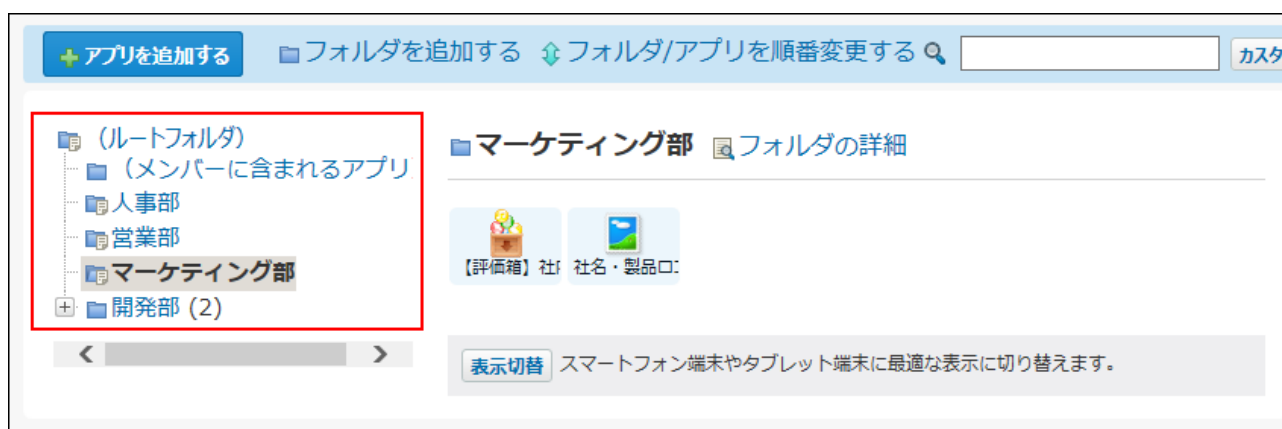 アプリを追加する フォルダを追加する フォルダ/アプリを順番変更する カスタ
(ルートフォルダ)
(メンバーに含まれるアプリ
人事部
営業部
マーケティング部
開発部 (2)
マーケティング部 フォルダの詳細
【評価箱】社 社名・製品ロ
表示切替 スマートフォン端末やタブレット端末に最適な表示に切り替えます。